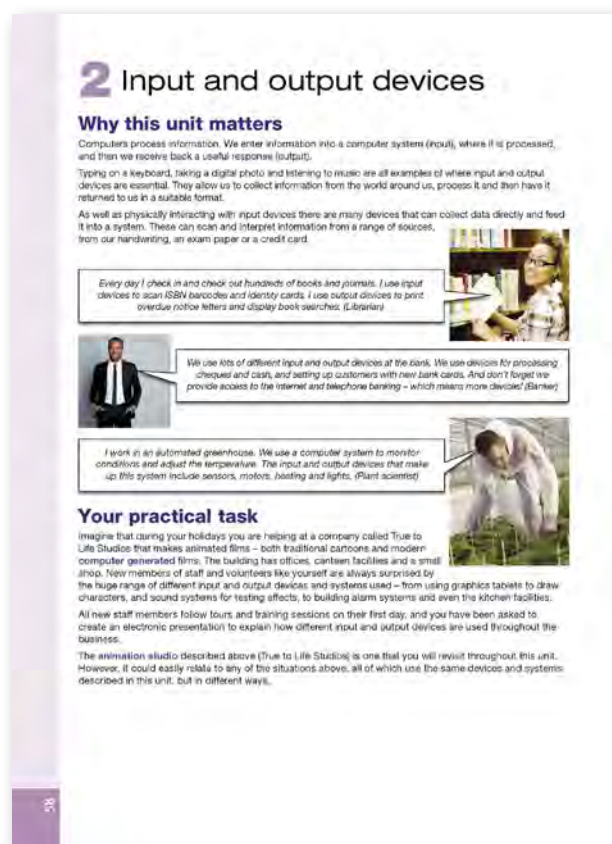 2 Input and output devices
Why this unit matters
Computers process information. We enter information into a computer system (input), where it is processed,
and then we receive back a useful response (output).
Typing on a keyboard, taking a digital photo and listening to music are all examples of where input and output
devices are essential. They allow us to collect information from the world around us, process it and then have it
returned to us in a suitable format.
As well as physically interacting with input devices there are many devices that can collect data directly and feed
it into a system. These can scan and interpret information from a range of sources,
from our handwriting, an exam paper or a credit card.
Every day I check in and check out hundreds of books and journals. I use input
devices to scan ISBN barcodes and identity cards. I use output devices to print
overdue notice letters and display book searches. (Librarian)
We use lots of different input and output devices at the bank. We use devices for processing
cheques and cash, and setting up customers with new bank cards. And don't forget we
provide access to the internet and telephone banking – which means more devices! (Banker)
I work in an automated greenhouse. We use a computer system to monitor
conditions and adjust the temperature. The input and output devices that make
up this system include sensors, motors, heating and lights. (Plant scientist)
Your practical task
Imagine that during your holidays you are helping at a company called True to
Life Studios that makes animated films – both traditional cartoons and modern
computer generated films. The building has offices, canteen facilities and a small
shop. New members of staff and volunteers like yourself are always surprised by
the huge range of different input and output devices and systems used – from using graphics tablets to draw
characters, and sound systems for testing effects, to building alarm systems and even the kitchen facilities.
All new staff members follow tours and training sessions on their first day, and you have been asked to
create an electronic presentation to explain how different input and output devices are used throughout the
business.
The animation studio described above (True to Life Studios) is one that you will revisit throughout this unit.
However, it could easily relate to any of the situations above, all of which use the same devices and systems
described in this unit, but in different ways.
58